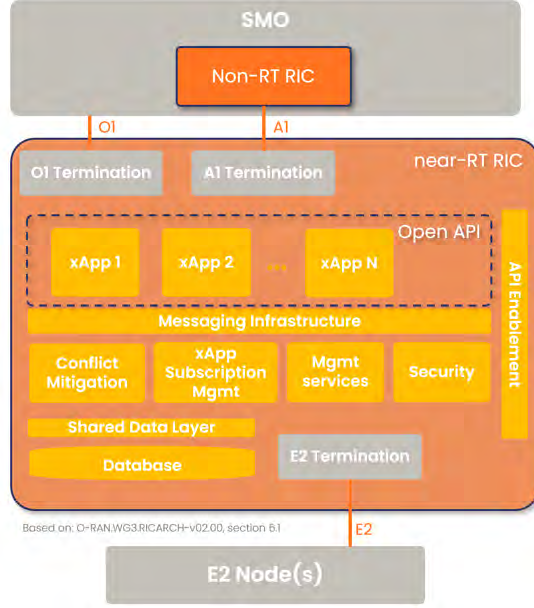 SMO
Non-RT RIC
O1
A1
O1 Termination
A1 Termination
near-RT RIC
Open API
xApp 1
xApp 2
...
xApp N
API Enablement
Messaging Infrastructure
Conflict
Mitigation
xApp
Subscription
Mgmt
Mgmt
services
Security
Shared Data Layer
Database
E2 Termination
Based on: O-RAN.WG3.RICARCH-v02.00, section 6.1
E2
E2 Node(s)